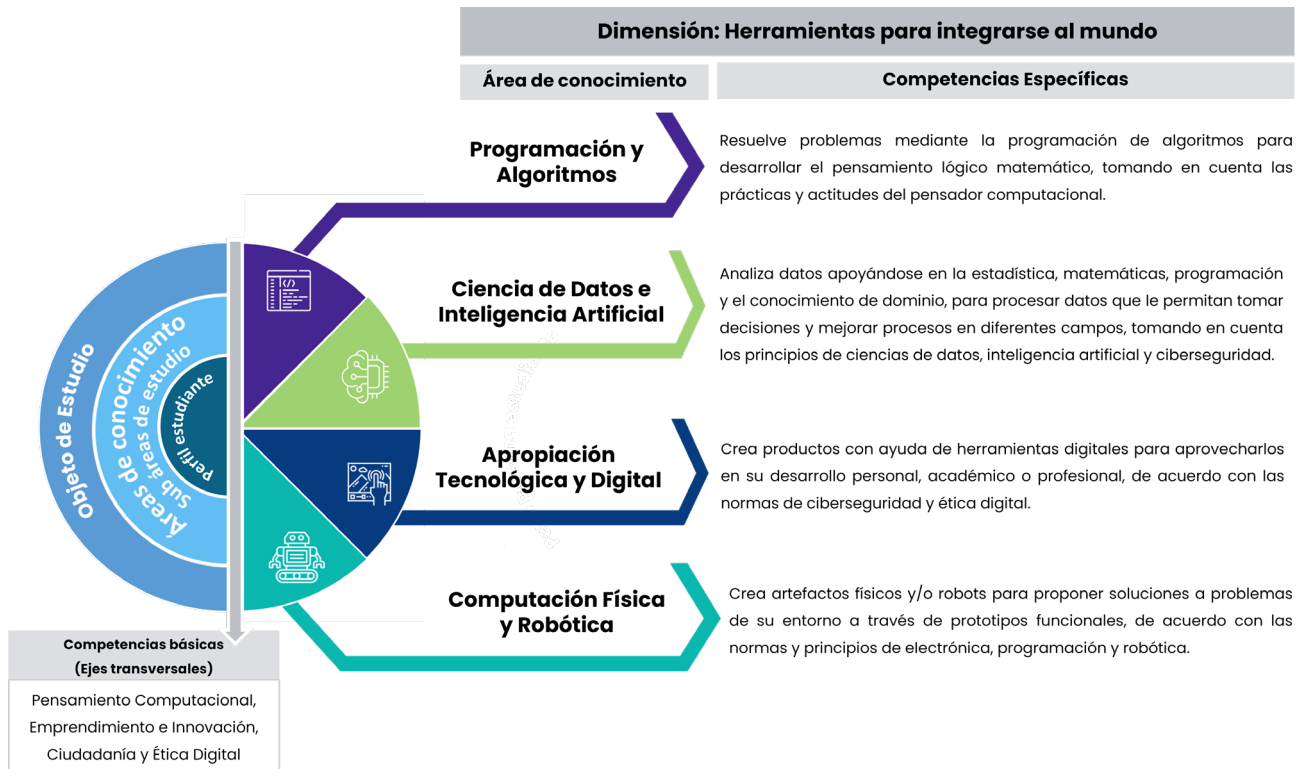 Dimensión: Herramientas para integrarse al mundo
Área de conocimiento
Competencias Específicas
Programación y
Algoritmos
Resuelve problemas mediante la programación de algoritmos para
desarrollar el pensamiento lógico matemático, tomando en cuenta las
prácticas y actitudes del pensador computacional.
Ciencia de Datos e
Inteligencia Artificial
Analiza datos apoyándose en la estadística, matemáticas, programación
y el conocimiento de dominio, para procesar datos que le permitan tomar
decisiones y mejorar procesos en diferentes campos, tomando en cuenta
los principios de ciencias de datos, inteligencia artificial y ciberseguridad.
Apropiación
Tecnológica y Digital
Crea productos con ayuda de herramientas digitales para aprovecharlos
en su desarrollo personal, académico o profesional, de acuerdo con las
normas de ciberseguridad y ética digital.
Computación Física
y Robótica
Crea artefactos físicos y/o robots para proponer soluciones a problemas
de su entorno a través de prototipos funcionales, de acuerdo con las
normas y principios de electrónica, programación y robótica.
Objeto de Estudio
Áreas de conocimiento
Sub áreas de estudio
Perfil estudiante
Competencias básicas
(Ejes transversales)
Pensamiento Computacional,
Emprendimiento e Innovación,
Ciudadanía y Ética Digital